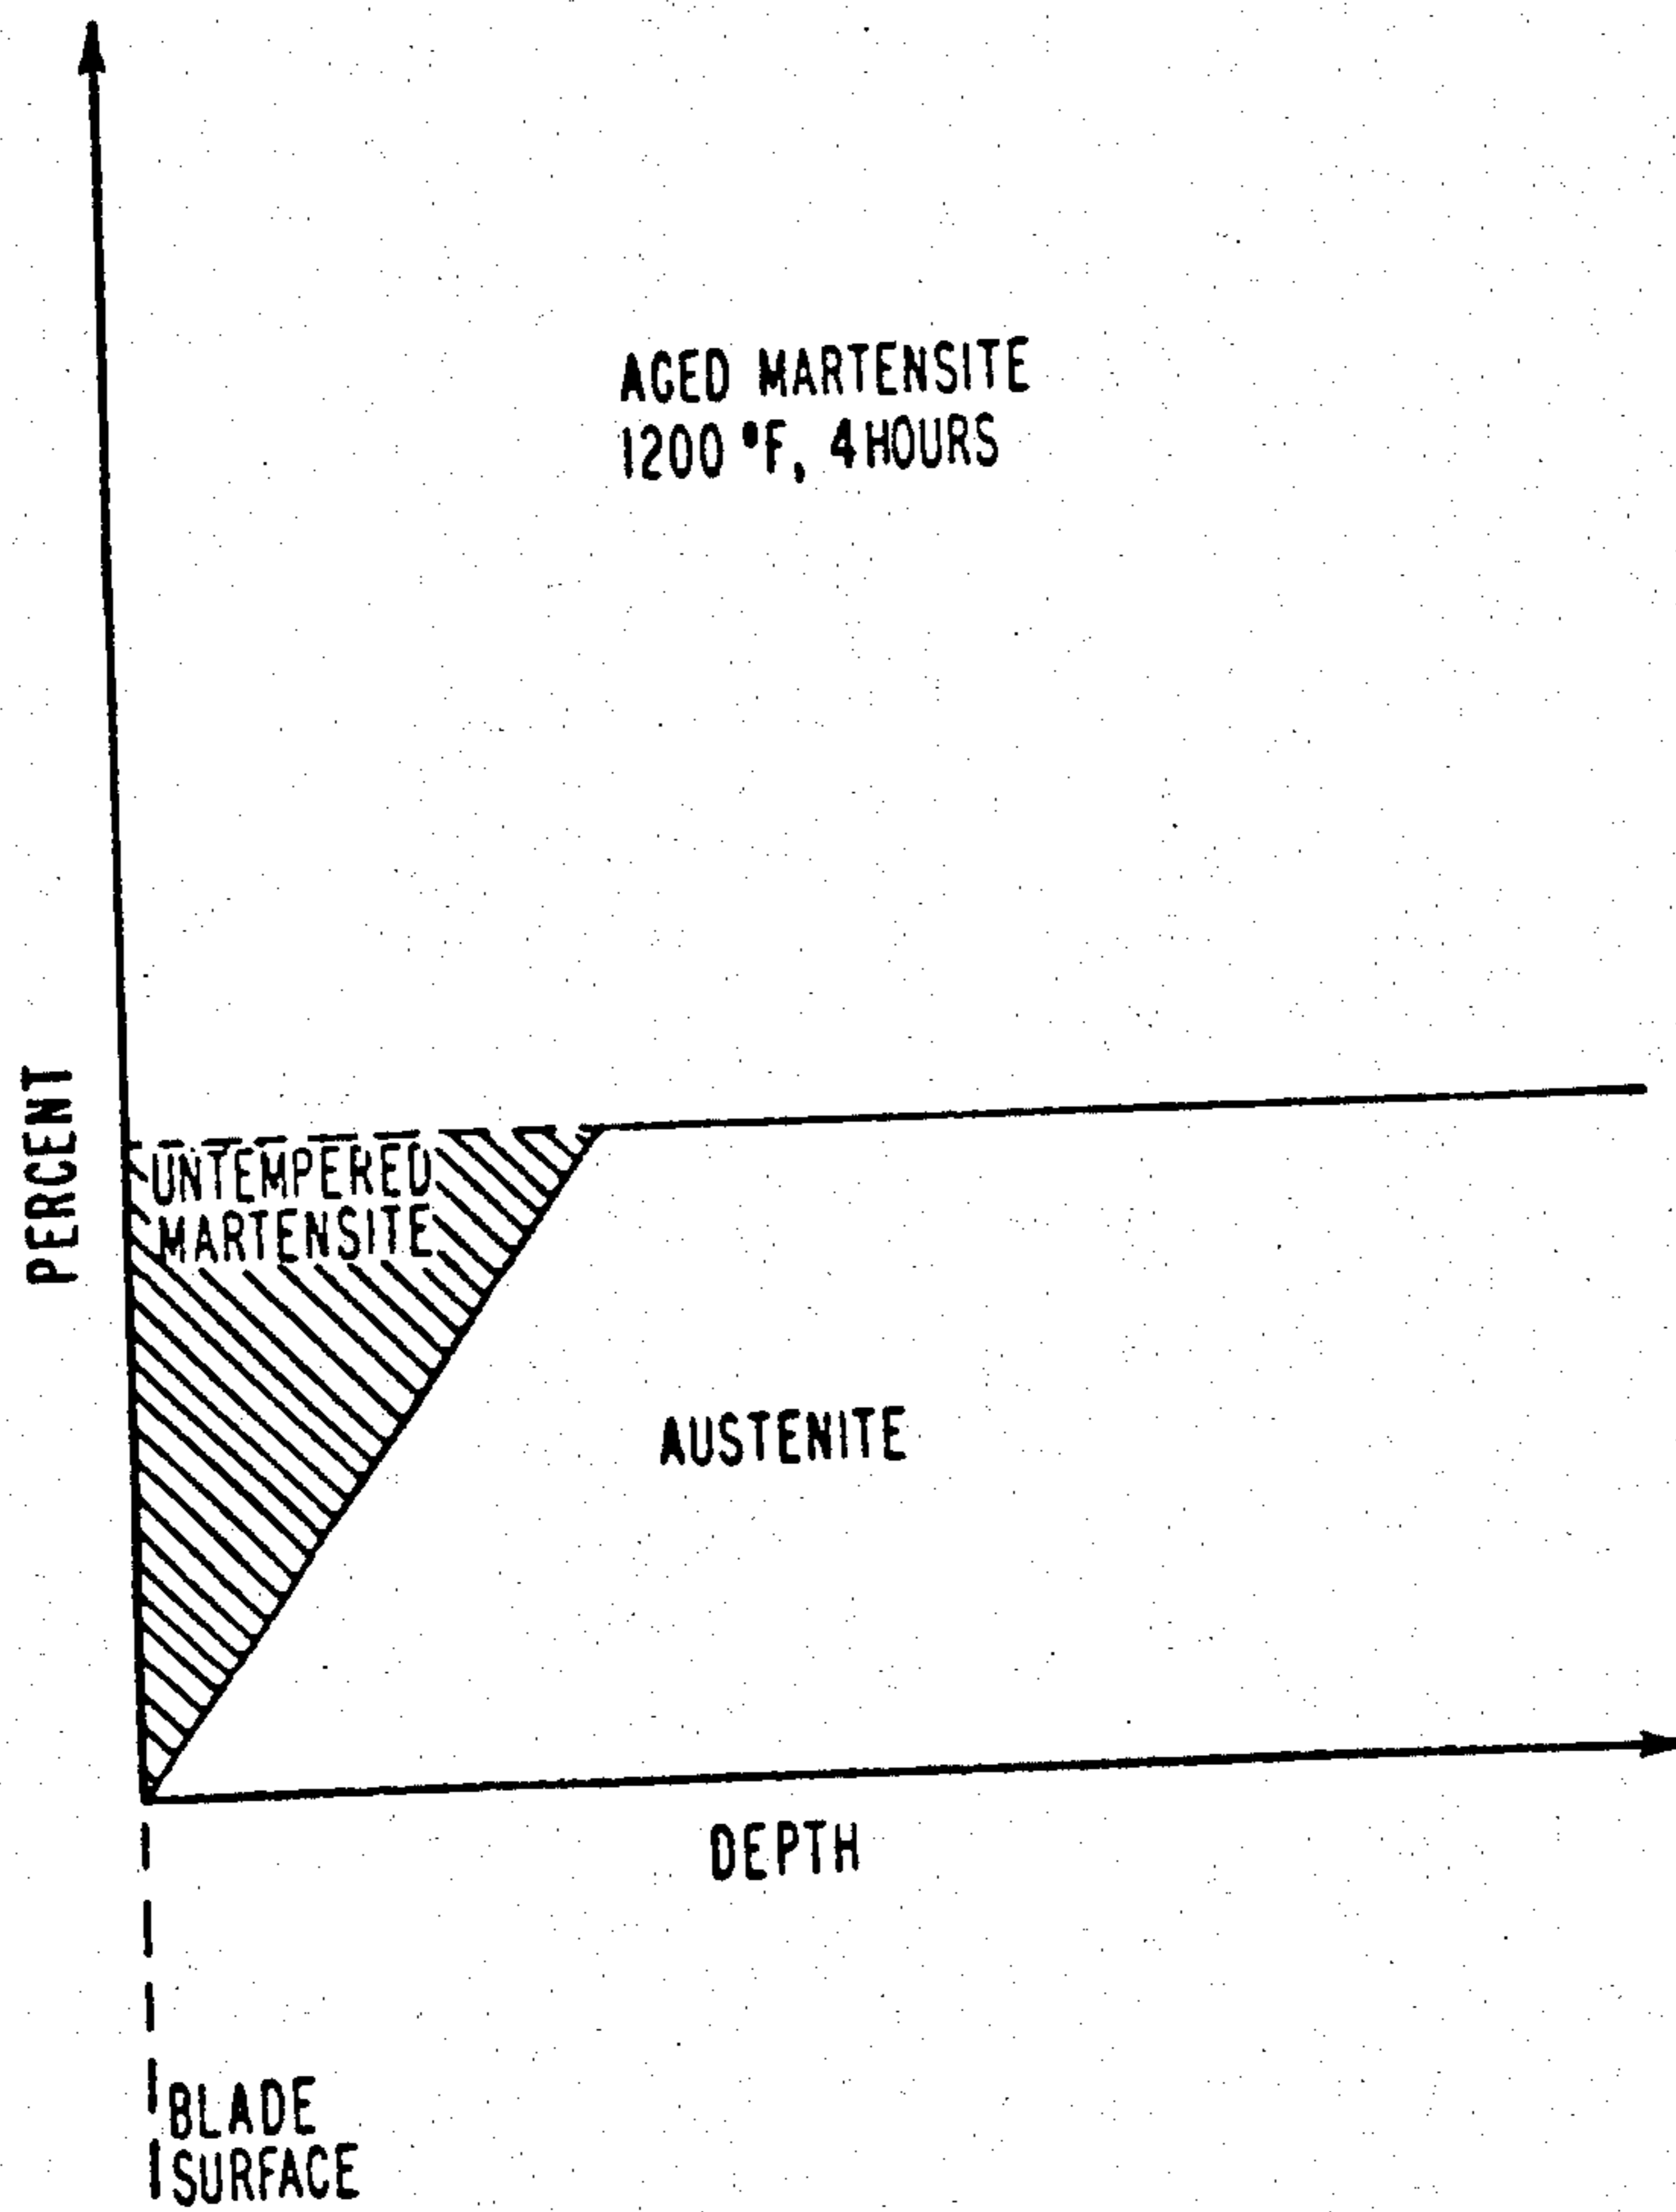 AGED MARTENSITE
1200 °F, 4 HOURS
PERCENT
UNTEMPERED
MARTENSITE
AUSTENITE
DEPTH
BLADE
SURFACE